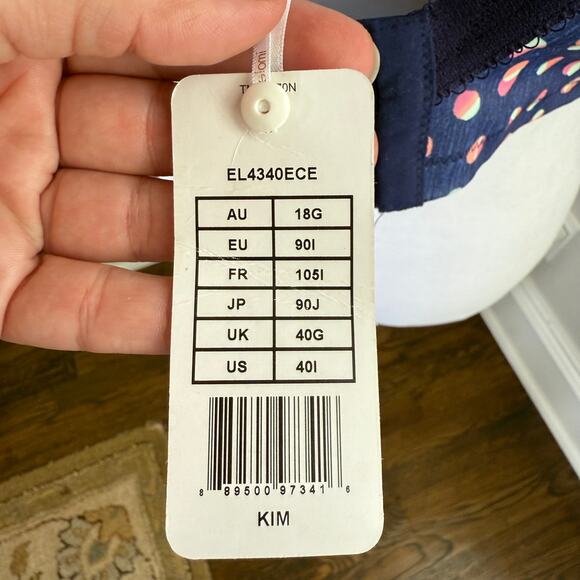 EL4340ECE
AU 18G
EU 90I
FR 105I
JP 90J
UK 40G
US 40I
8 89500 97341 6
KIM